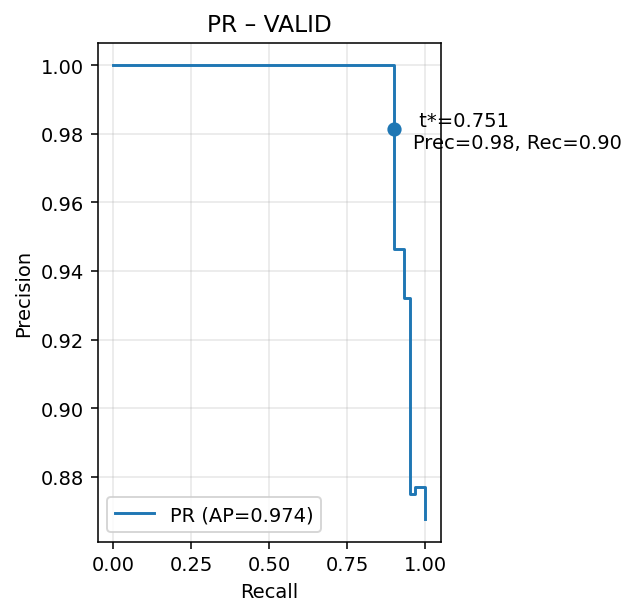 PR – VALID
1.00
0.98
0.96
0.94
0.92
0.90
0.88
Precision
t*=0.751
Prec=0.98, Rec=0.90
PR (AP=0.974)
0.00 0.25 0.50 0.75 1.00
Recall